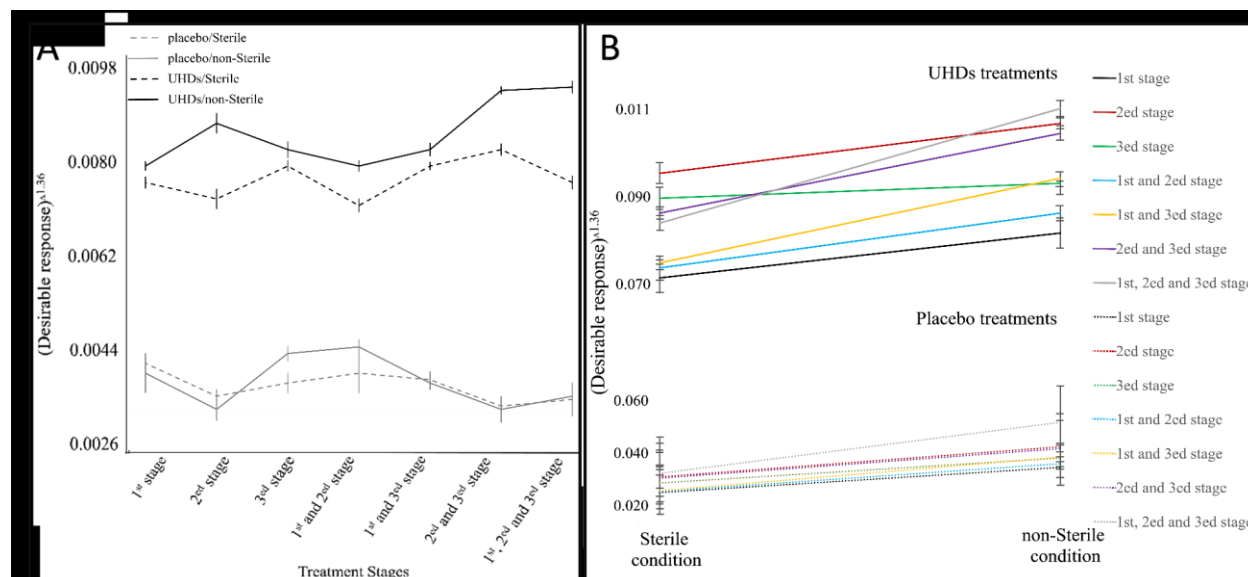 A
placebo/Sterile
placebo/non-Sterile
UHDs/Sterile
UHDs/non-Sterile
0.0098
0.0080
0.0062
0.0044
0.0026
(Desirable response)^1.36
1st stage
2ed stage
3ed stage
1st and 2ed stage
1st and 3ed stage
2ed and 3ed stage
1st, 2ed and 3ed stage
Treatment Stages
B
UHDs treatments
0.011
0.090
0.070
Placebo treatments
0.060
0.040
0.020
(Desirable response)^1.36
Sterile
condition
non-Sterile
condition
1st stage
2ed stage
3ed stage
1st and 2ed stage
1st and 3ed stage
2ed and 3ed stage
1st, 2ed and 3ed stage
1st stage
2ed stage
3ed stage
1st and 2ed stage
1st and 3ed stage
2ed and 3ed stage
1st, 2ed and 3ed stage